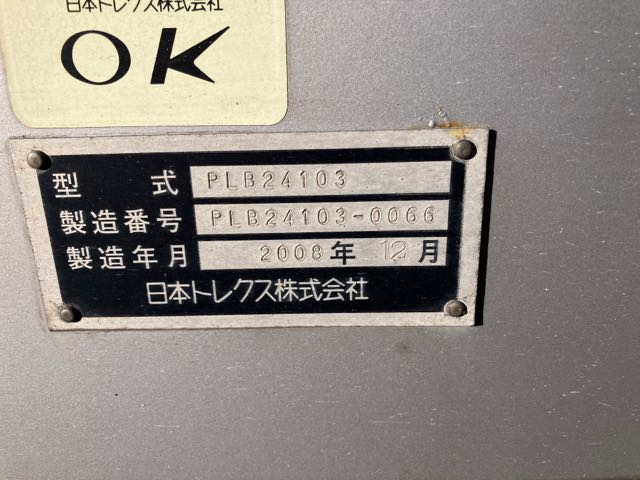 日本トレクス株式会社
OK
型 式 PLB24103
製造番号 PLB24103-0066
製造年月 2008年 12月
日本トレクス株式会社